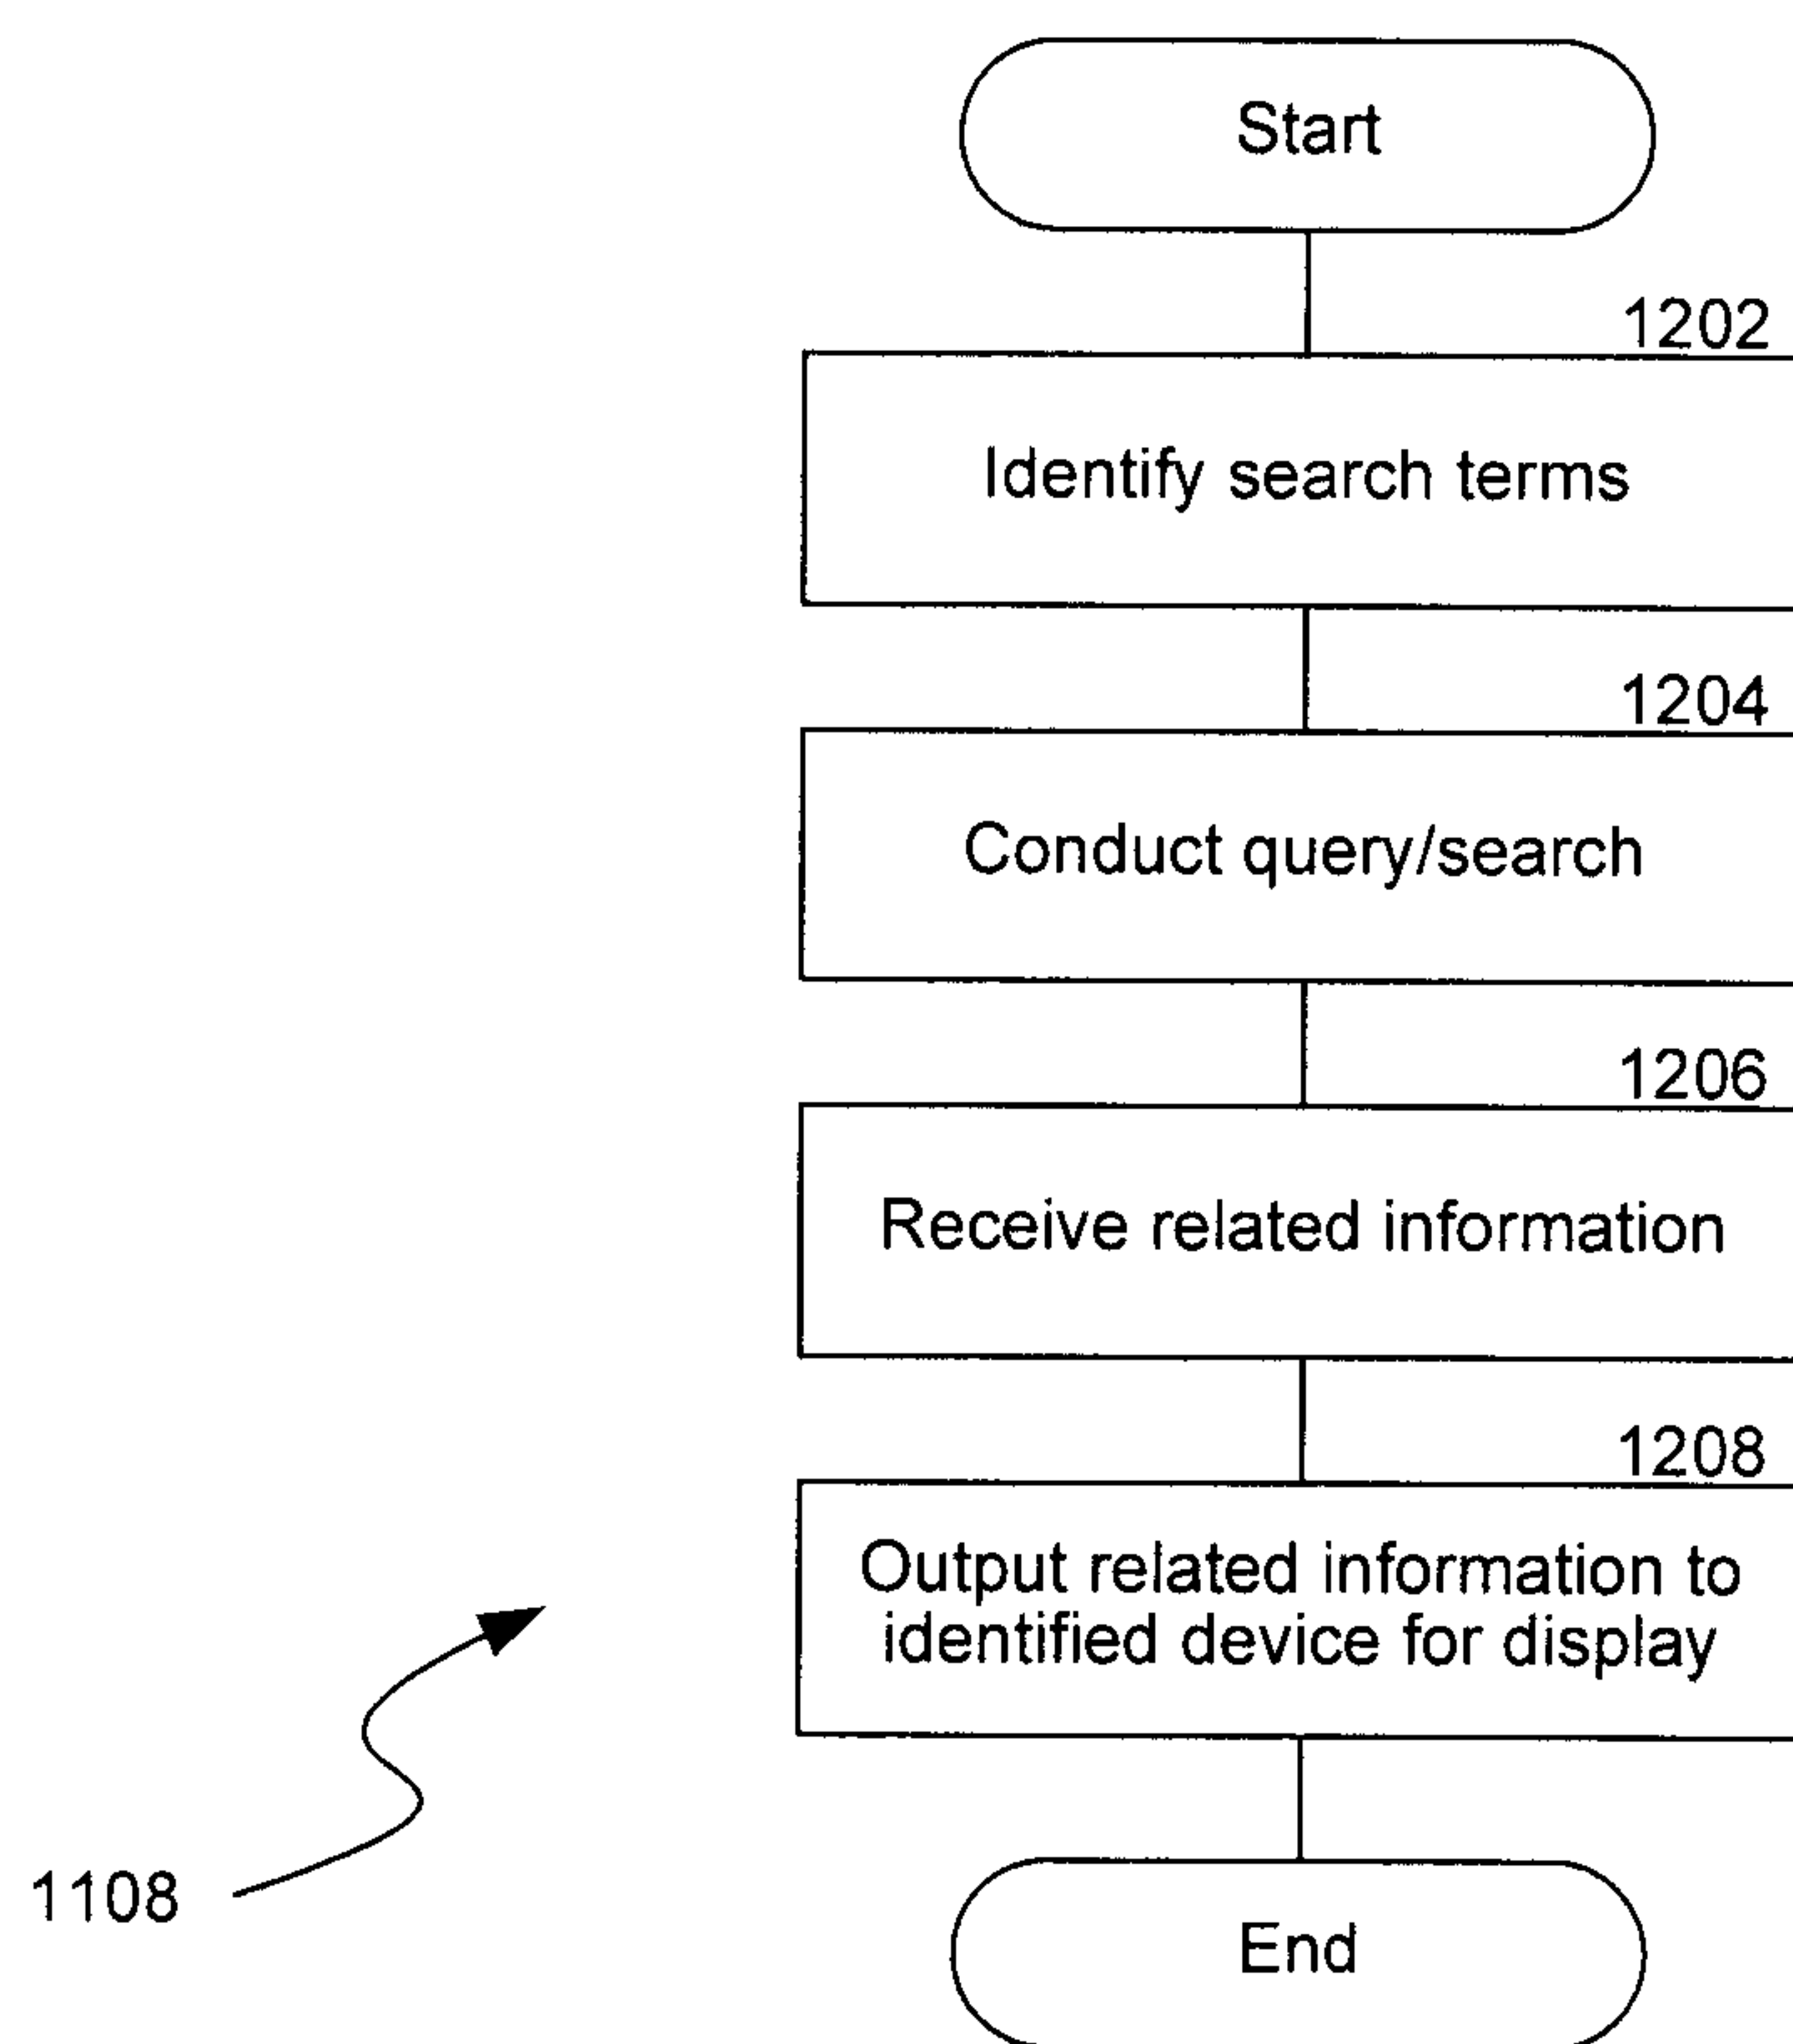 Start
1202
Identify search terms
1204
Conduct query/search
1206
Receive related information
1208
Output related information to
identified device for display
1108
End